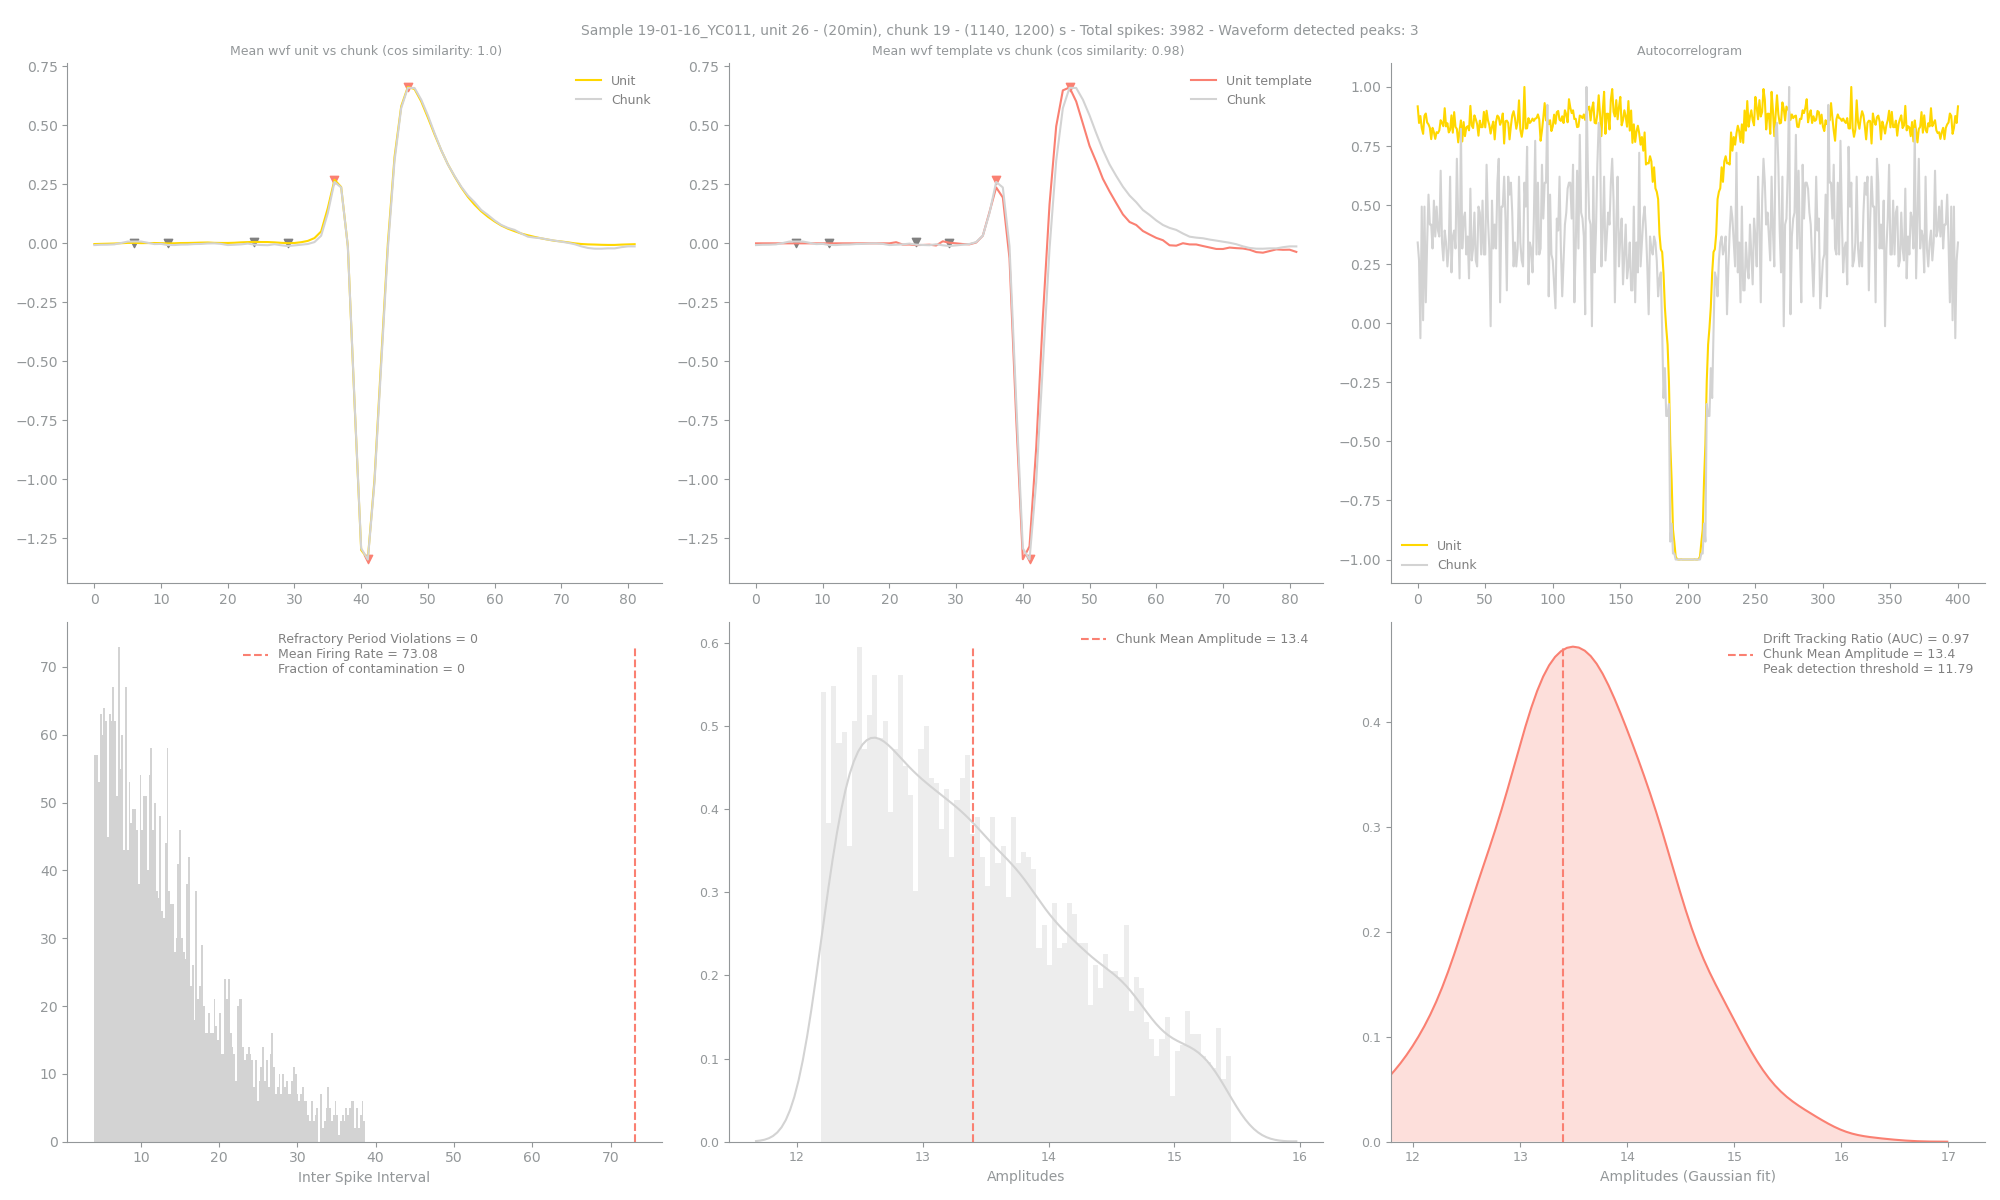 Sample 19-01-16_YC011, unit 26 - (20min), chunk 19 - (1140, 1200) s - Total spikes: 3982 - Waveform detected peaks: 3
Mean wvf unit vs chunk (cos similarity: 1.0)
0.75
0.50
0.25
0.00
−0.25
−0.50
−0.75
−1.00
−1.25
0 10 20 30 40 50 60 70 80
Unit
Chunk
Mean wvf template vs chunk (cos similarity: 0.98)
0.75
0.50
0.25
0.00
−0.25
−0.50
−0.75
−1.00
−1.25
0 10 20 30 40 50 60 70 80
Unit template
Chunk
Autocorrelogram
1.00
0.75
0.50
0.25
0.00
−0.25
−0.50
−0.75
−1.00
0 50 100 150 200 250 300 350 400
Unit
Chunk
70
60
50
40
30
20
10
0
10 20 30 40 50 60 70
Inter Spike Interval
Refractory Period Violations = 0
Mean Firing Rate = 73.08
Fraction of contamination = 0
0.6
0.5
0.4
0.3
0.2
0.1
0.0
12 13 14 15 16
Amplitudes
Chunk Mean Amplitude = 13.4
0.4
0.3
0.2
0.1
0.0
12 13 14 15 16 17
Amplitudes (Gaussian fit)
Drift Tracking Ratio (AUC) = 0.97
Chunk Mean Amplitude = 13.4
Peak detection threshold = 11.79